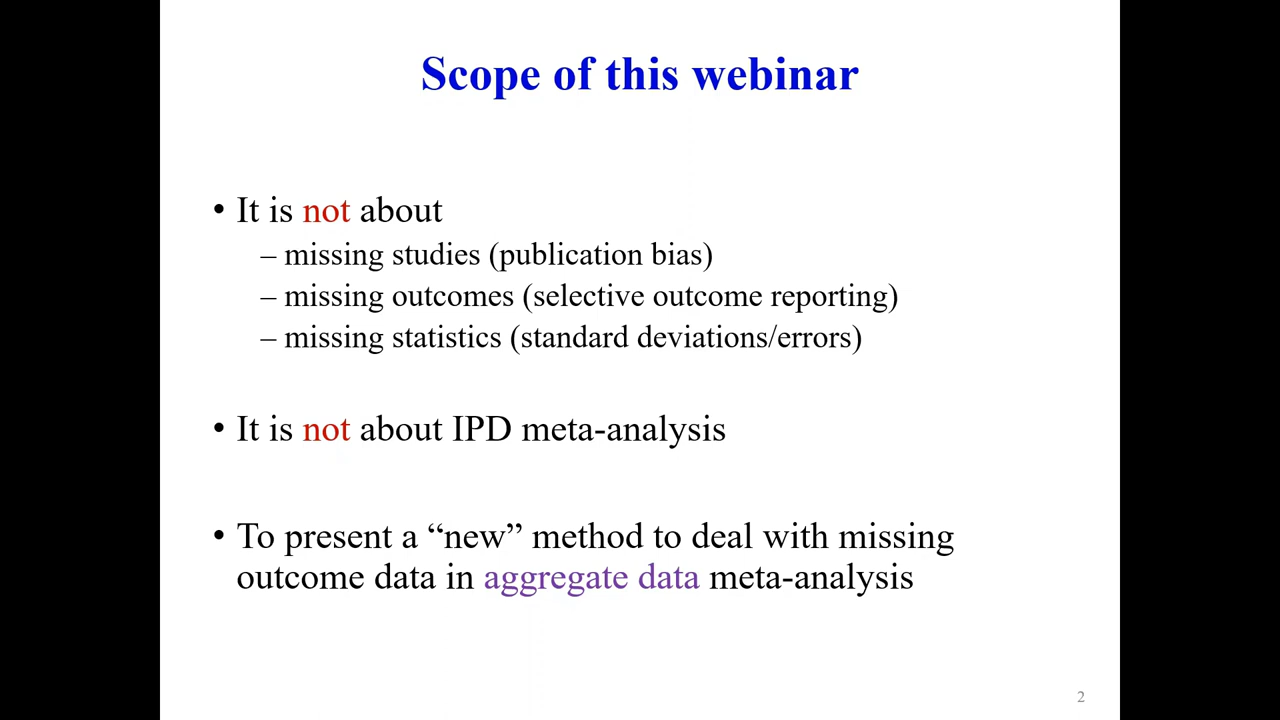 Scope of this webinar
• It is not about
– missing studies (publication bias)
– missing outcomes (selective outcome reporting)
– missing statistics (standard deviations/errors)
• It is not about IPD meta-analysis
• To present a “new” method to deal with missing
outcome data in aggregate data meta-analysis
2